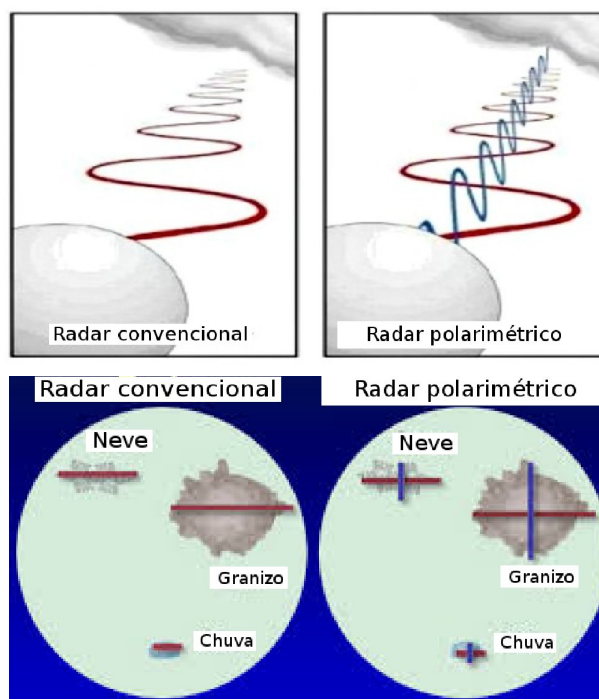 Radar convencional
Radar polarimétrico
Radar convencional
Radar polarimétrico
Neve
Granizo
Chuva
Neve
Granizo
Chuva